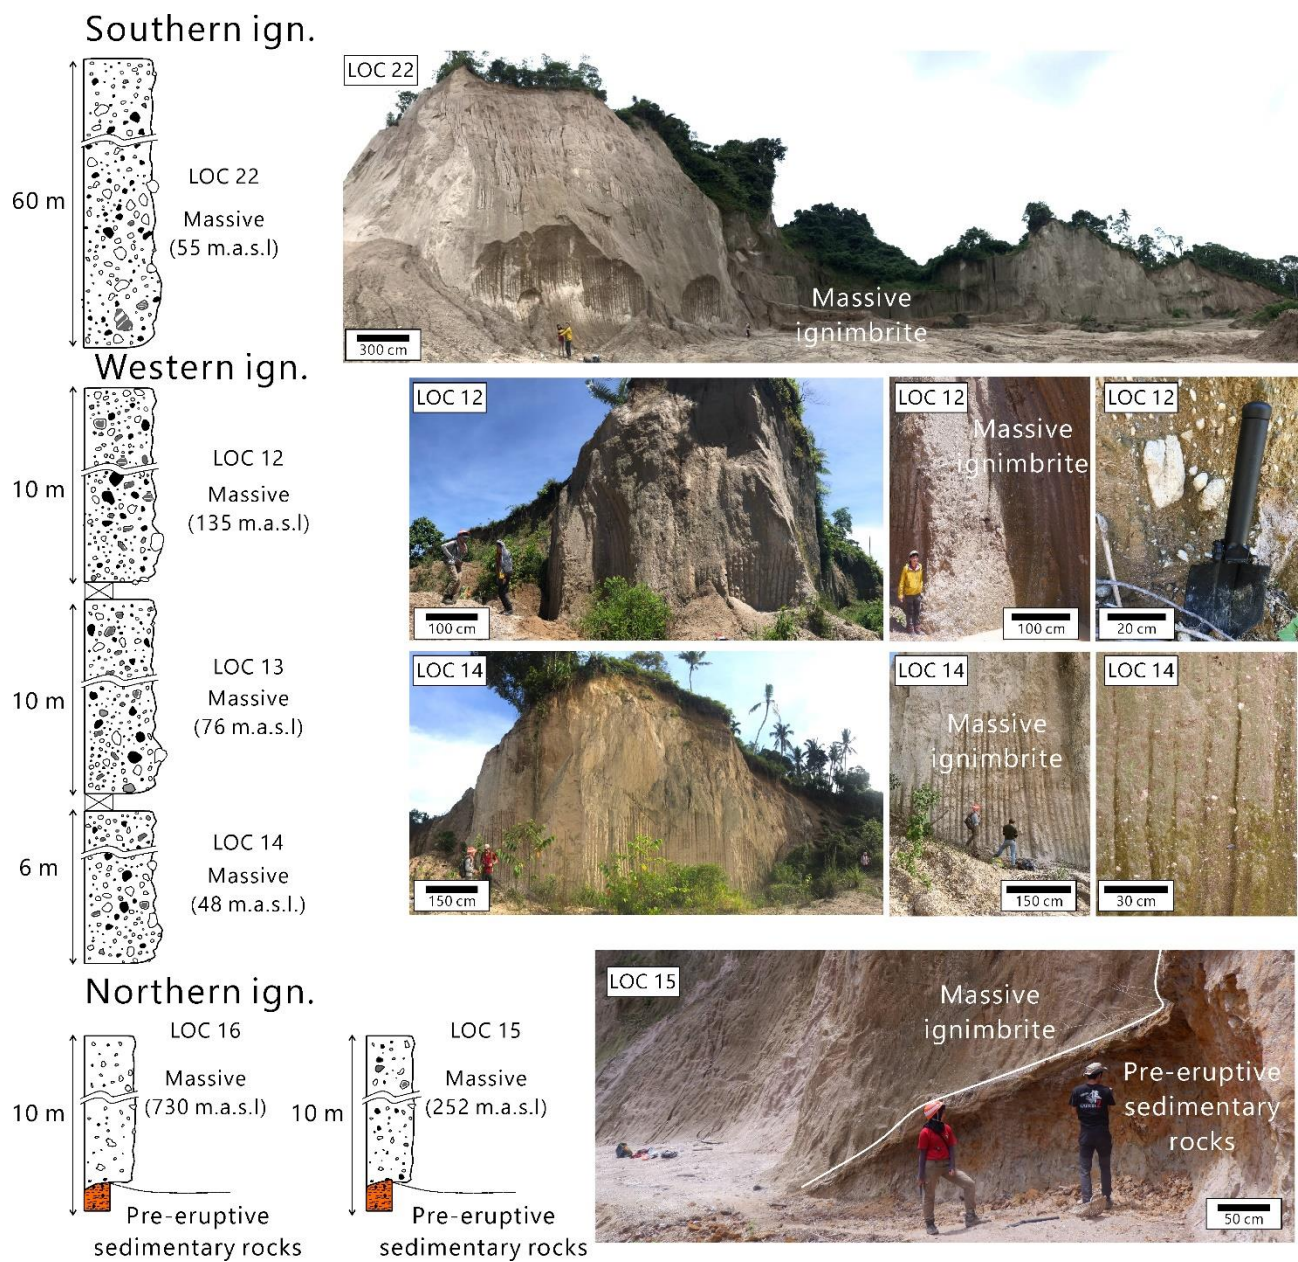 Southern ign.
60 m
LOC 22
Massive
(55 m.a.s.l)
LOC 22
Massive
ignimbrite
300 cm
Western ign.
10 m
LOC 12
Massive
(135 m.a.s.l)
LOC 12
100 cm
LOC 12
Massive
ignimbrite
100 cm
LOC 12
20 cm
10 m
LOC 13
Massive
(76 m.a.s.l)
6 m
LOC 14
Massive
(48 m.a.s.l.)
LOC 14
150 cm
LOC 14
Massive
ignimbrite
150 cm
LOC 14
30 cm
Northern ign.
LOC 16
10 m
Massive
(730 m.a.s.l)
Pre-eruptive
sedimentary rocks
LOC 15
10 m
Massive
(252 m.a.s.l)
Pre-eruptive
sedimentary rocks
LOC 15
Massive
ignimbrite
Pre-eruptive
sedimentary
rocks
50 cm